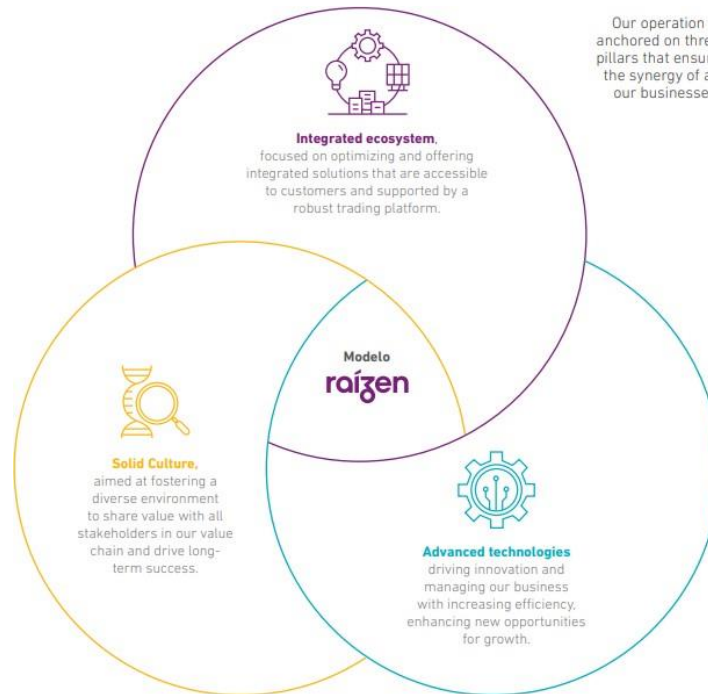 Our operation
anchored on thre
pillars that ensur
the synergy of a
our businesse
Integrated ecosystem,
focused on optimizing and offering
integrated solutions that are accessible
to customers and supported by a
robust trading platform.
Modelo
raízen
Solid Culture,
aimed at fostering a
diverse environment
to share value with all
stakeholders in our value
chain and drive long-
term success.
Advanced technologies
driving innovation and
managing our business
with increasing efficiency,
enhancing new opportunities
for growth.